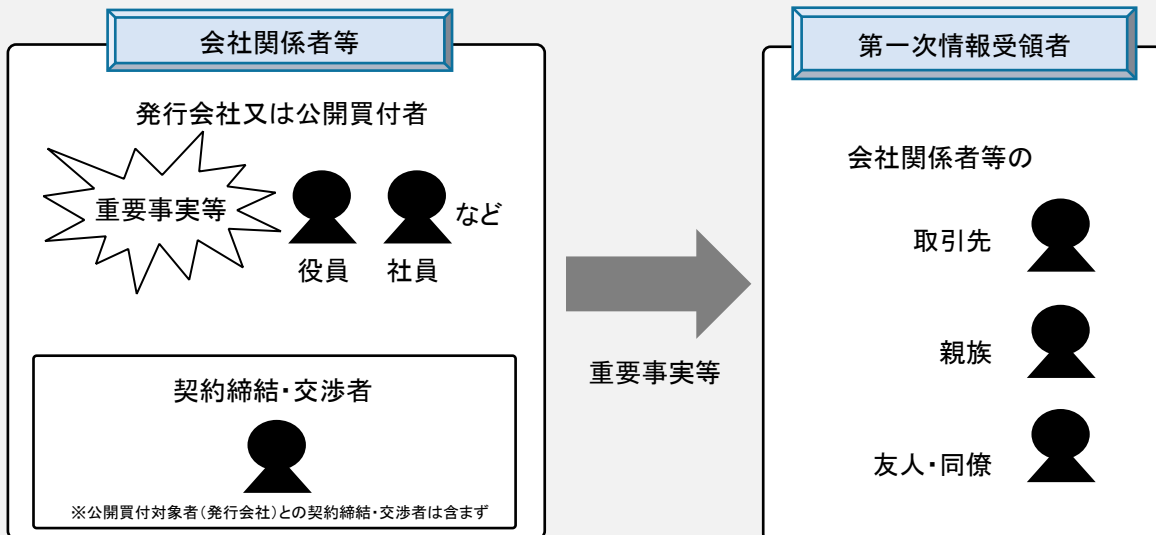 会社関係者等
発行会社又は公開買付者
重要事実等
など
役員
社員
契約締結・交渉者
※公開買付対象者(発行会社)との契約締結・交渉者は含まず
重要事実等
第一次情報受領者
会社関係者等の
取引先
親族
友人・同僚